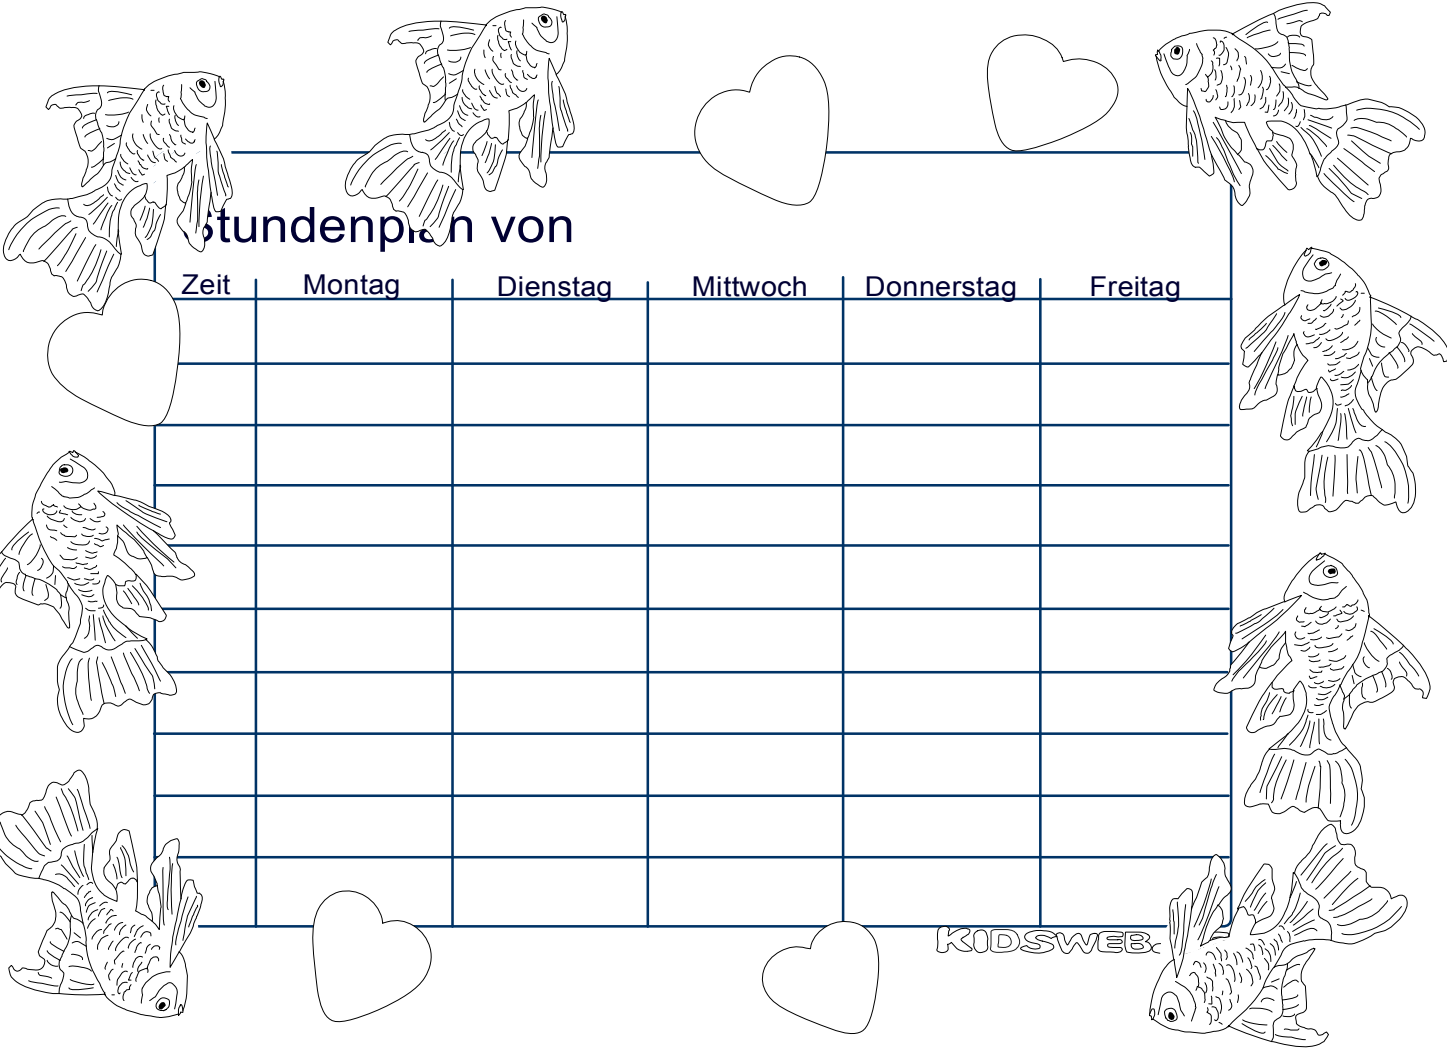 Stundenplan von
Zeit Montag Dienstag Mittwoch Donnerstag Freitag
KIDSWEB.